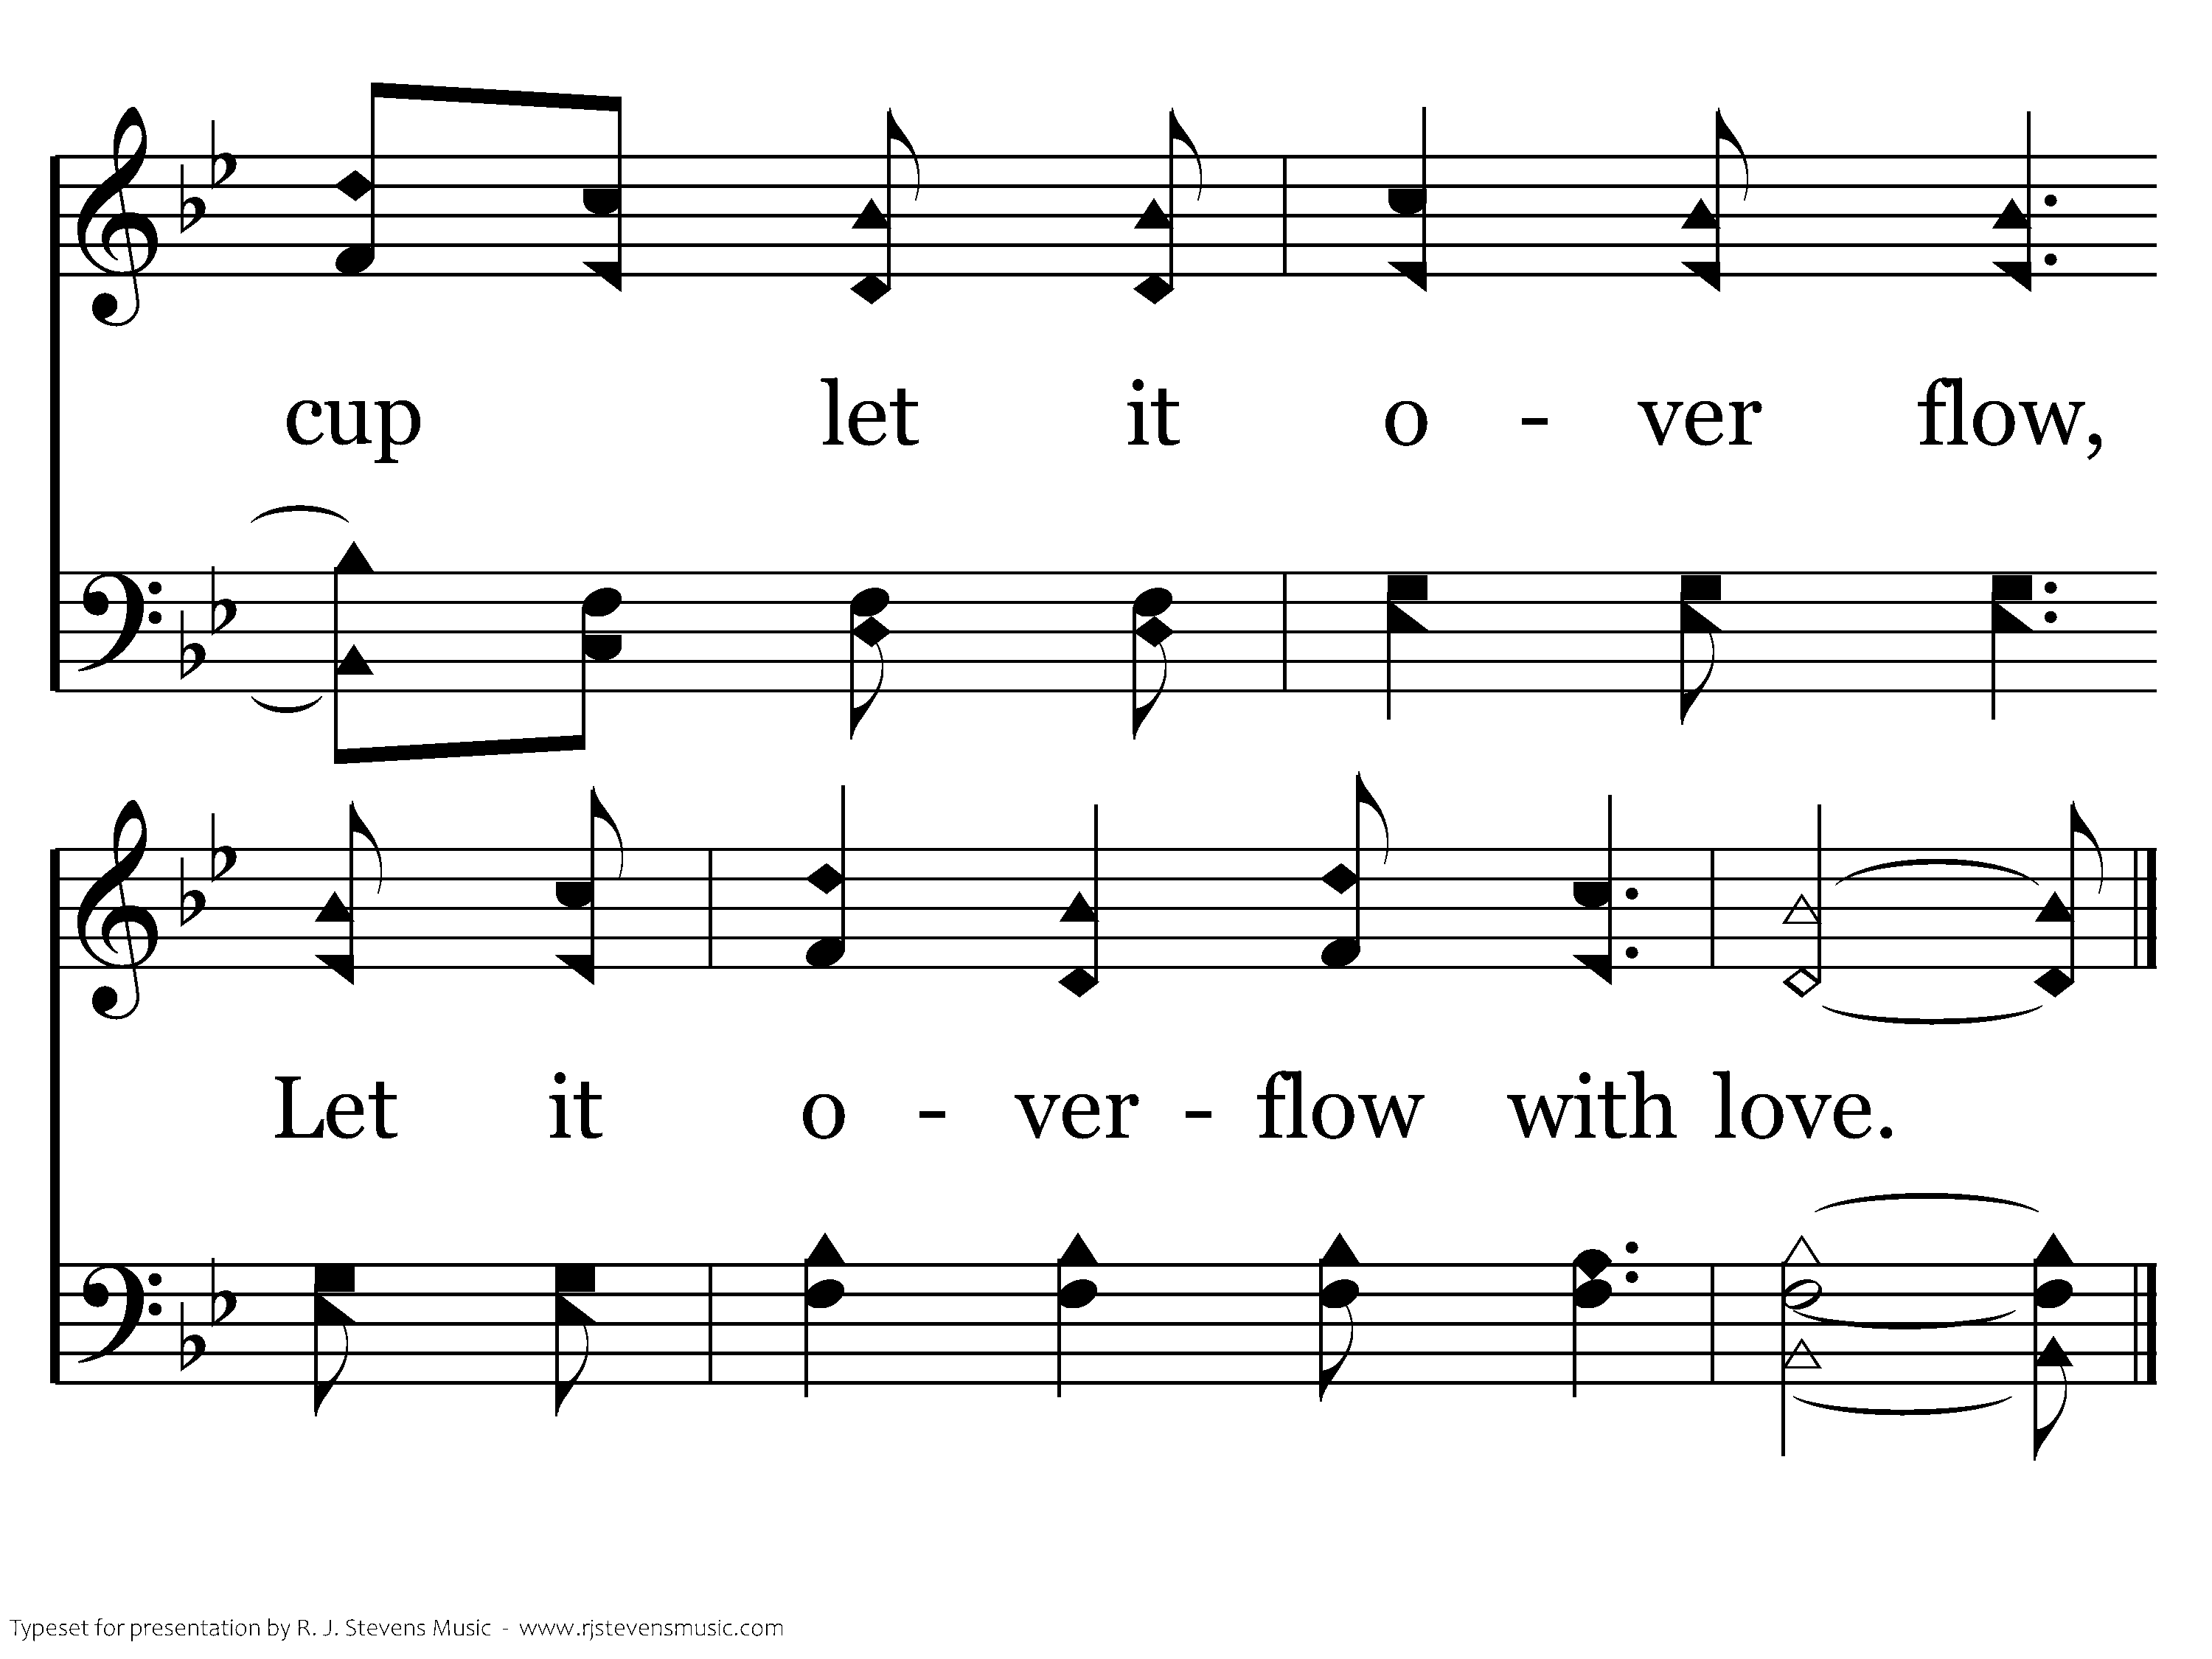 cup let it o - ver flow,
Let it o - ver - flow with love.
Typeset for presentation by R. J. Stevens Music - www.rjstevensmusic.com